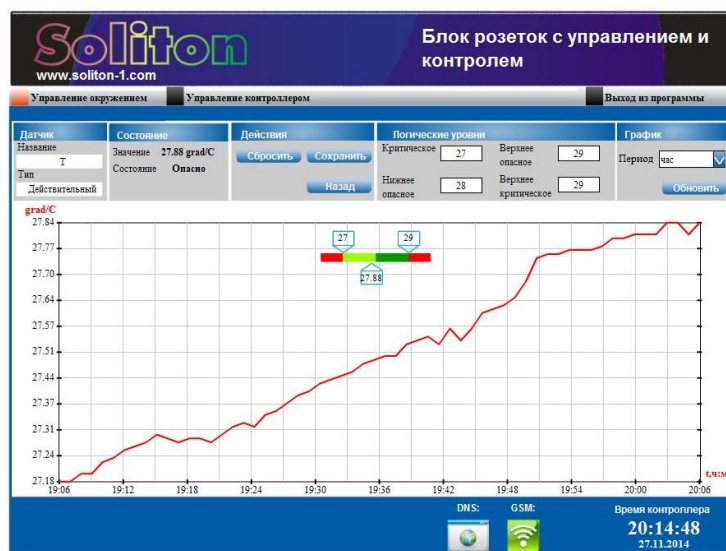 Soliton
www.soliton-1.com
Блок розеток с управлением и
контролем
Управление окружением
Управление контроллером
Выход из программы
Датчик
Название
Т
Тип
Действительный
Состояние
Значение 27.88 grad/C
Состояние Опасно
Действия
Сбросить
Сохранить
Назад
Логические уровни
Критическое 27
Верхнее
опасное 29
Нижнее
опасное 28
Верхнее
критическое 29
График
Период час
Обновить
grad/C
27.84
27.77
27.70
27.64
27.57
27.51
27.44
27.37
27.31
27.24
27.18
27
29
27.88
t,ч:м
19:06
19:12
19:18
19:24
19:30
19:36
19:42
19:48
19:54
20:00
20:06
DNS:
GSM:
Время контроллера
20:14:48
27.11.2014